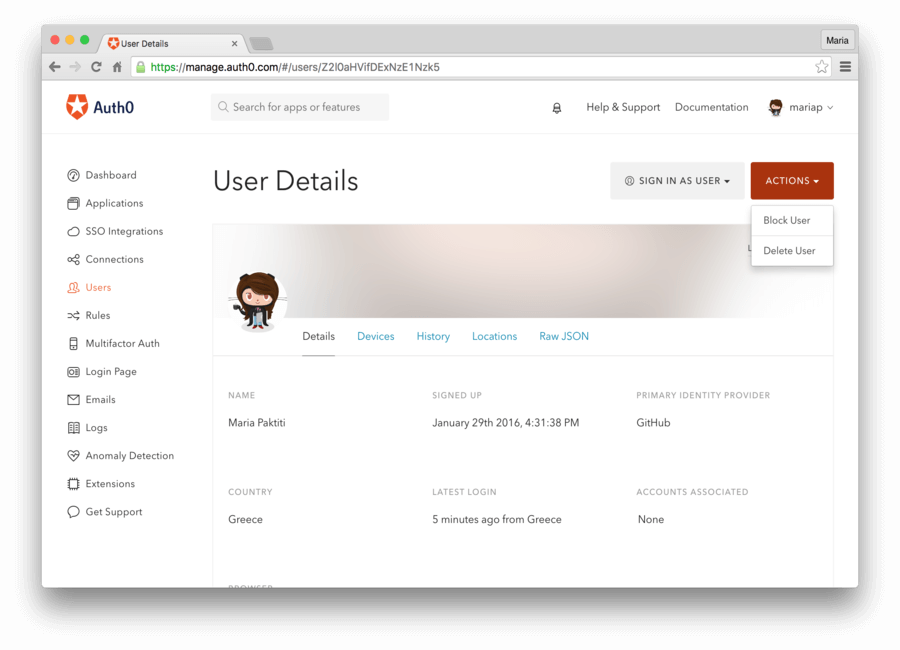 User Details
Maria
https://manage.auth0.com/#/users/Z2l0aHVifDExNzE1Nzk5
Auth0
Search for apps or features
Help & Support
Documentation
mariap
Dashboard
Applications
SSO Integrations
Connections
Users
Rules
Multifactor Auth
Login Page
Emails
Logs
Anomaly Detection
Extensions
Get Support
User Details
SIGN IN AS USER
ACTIONS
Block User
Delete User
Details
Devices
History
Locations
Raw JSON
NAME
SIGNED UP
PRIMARY IDENTITY PROVIDER
Maria Paktiti
January 29th 2016, 4:31:38 PM
GitHub
COUNTRY
LATEST LOGIN
ACCOUNTS ASSOCIATED
Greece
5 minutes ago from Greece
None
BROWSER